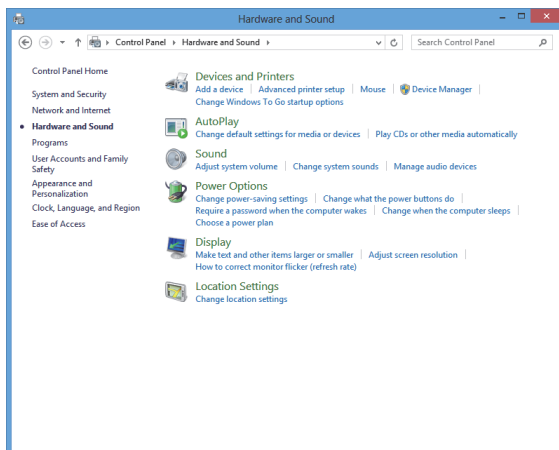 Hardware and Sound
Control Panel Hardware and Sound
Search Control Panel
Control Panel Home
System and Security
Network and Internet
Hardware and Sound
Programs
User Accounts and Family
Safety
Appearance and
Personalization
Clock, Language, and Region
Ease of Access
Devices and Printers
Add a device Advanced printer setup Mouse Device Manager
Change Windows To Go startup options
AutoPlay
Change default settings for media or devices Play CDs or other media automatically
Sound
Adjust system volume Change system sounds Manage audio devices
Power Options
Change power-saving settings Change what the power buttons do
Require a password when the computer wakes Change when the computer sleeps
Choose a power plan
Display
Make text and other items larger or smaller Adjust screen resolution
How to correct monitor flicker (refresh rate)
Location Settings
Change location settings